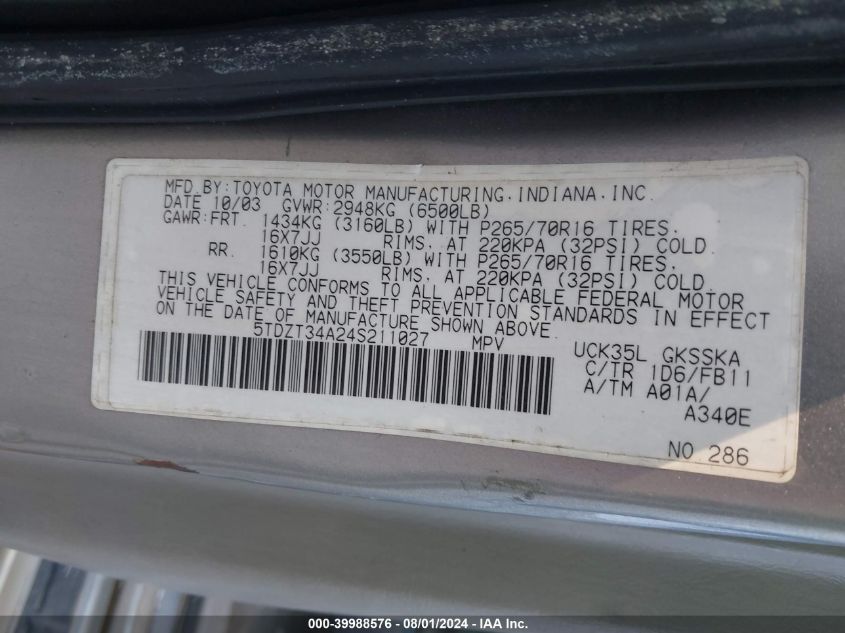 MFD.BY:TOYOTA MOTOR MANUFACTURING.INDIANA.INC.
DATE 10/03 GVWR:2948KG (6500LB)
GAWR:FRT. 1434KG (3160LB) WITH P265/70R16 TIRES.
16X7JJ RIMS. AT 220KPA (32PSI) COLD.
RR. 1610KG (3550LB) WITH P265/70R16 TIRES.
16X7JJ RIMS. AT 220KPA (32PSI) COLD.
THIS VEHICLE CONFORMS TO ALL APPLICABLE FEDERAL MOTOR
VEHICLE SAFETY AND THEFT PREVENTION STANDARDS IN EFFECT
ON THE DATE OF MANUFACTURE SHOWN ABOVE.
5TDZT34A24S211027 MPV
UCK35L GKSSKA
C/TR 1D6/FB11
A/TM A01A/
A340E
NO 286
000-39988576 - 08/01/2024 - IAA Inc.